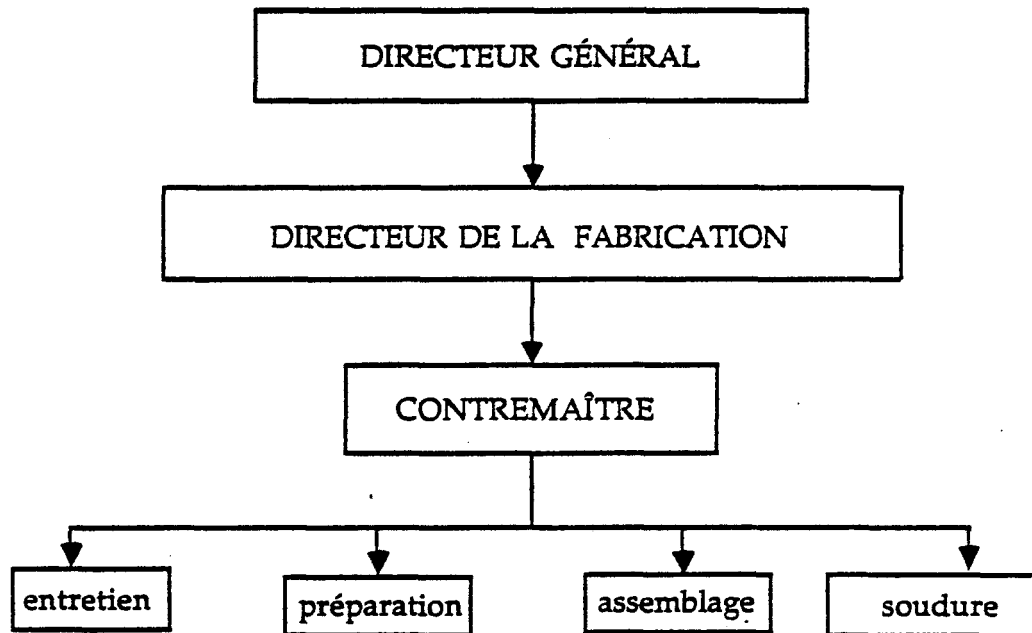 DIRECTEUR GÉNÉRAL
DIRECTEUR DE LA FABRICATION
CONTREMAÎTRE
entretien
préparation
assemblage
soudure